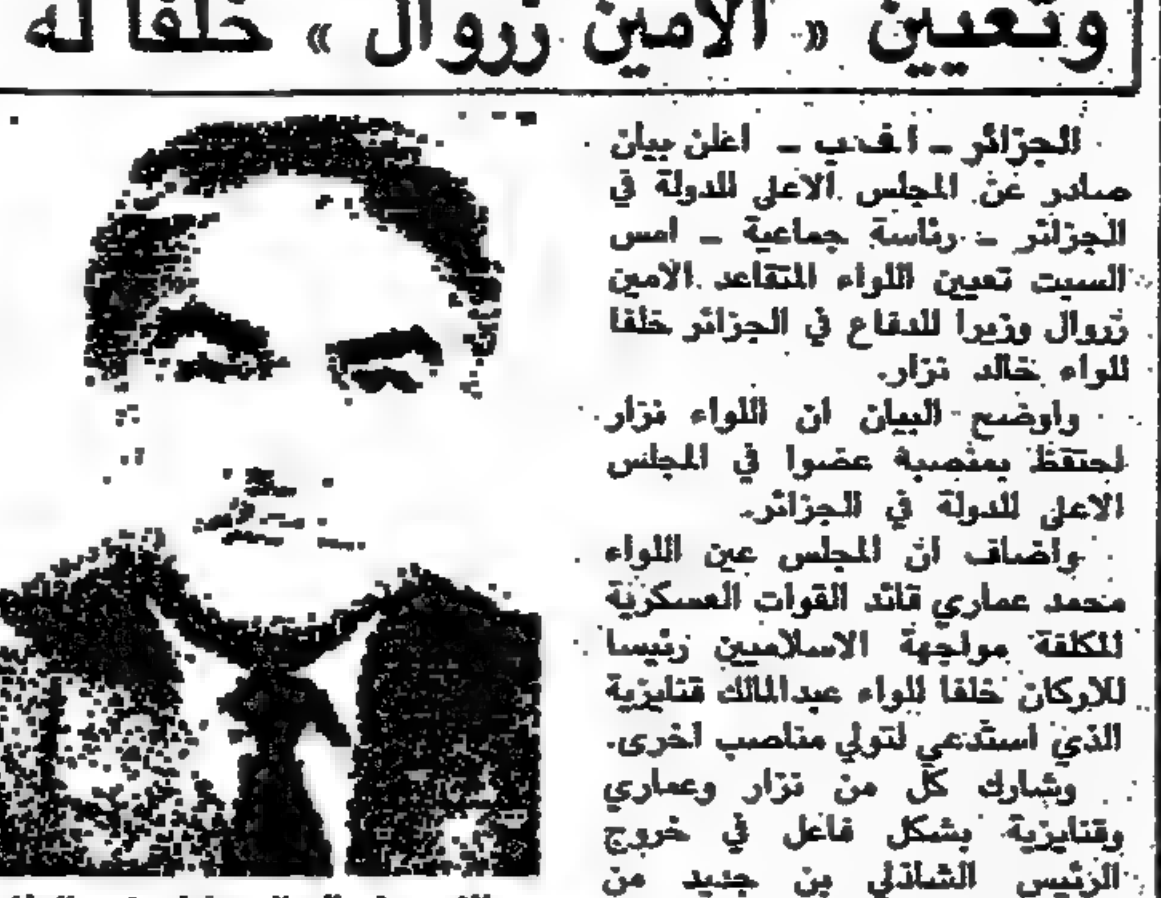 وتعيين « الامين زروال » خلفا له
الجزائر - ا ف ب - اعلن بيان
صادر عن المجلس الاعلى للدولة في
الجزائر - رئاسة جماعية - امس
السبت تعيين اللواء المتقاعد الامين
زروال وزيرا للدفاع في الجزائر خلفا
للواء خالد نزار.
واوضح البيان ان اللواء نزار
احتفظ بمنصبه عضوا في المجلس
الاعلى للدولة في الجزائر.
واضاف ان المجلس عين اللواء
محمد عماري قائد القوات العسكرية
المكلفة مواجهة الاسلاميين رئيسا
للاركان خلفا للواء عبدالمالك قنايزية
الذي استدعي لتولي مناصب اخرى.
وشارك كل من نزار وعماري
وقنايزية بشكل فاعل في خروج
الرئيس الشاذلي بن جديد من